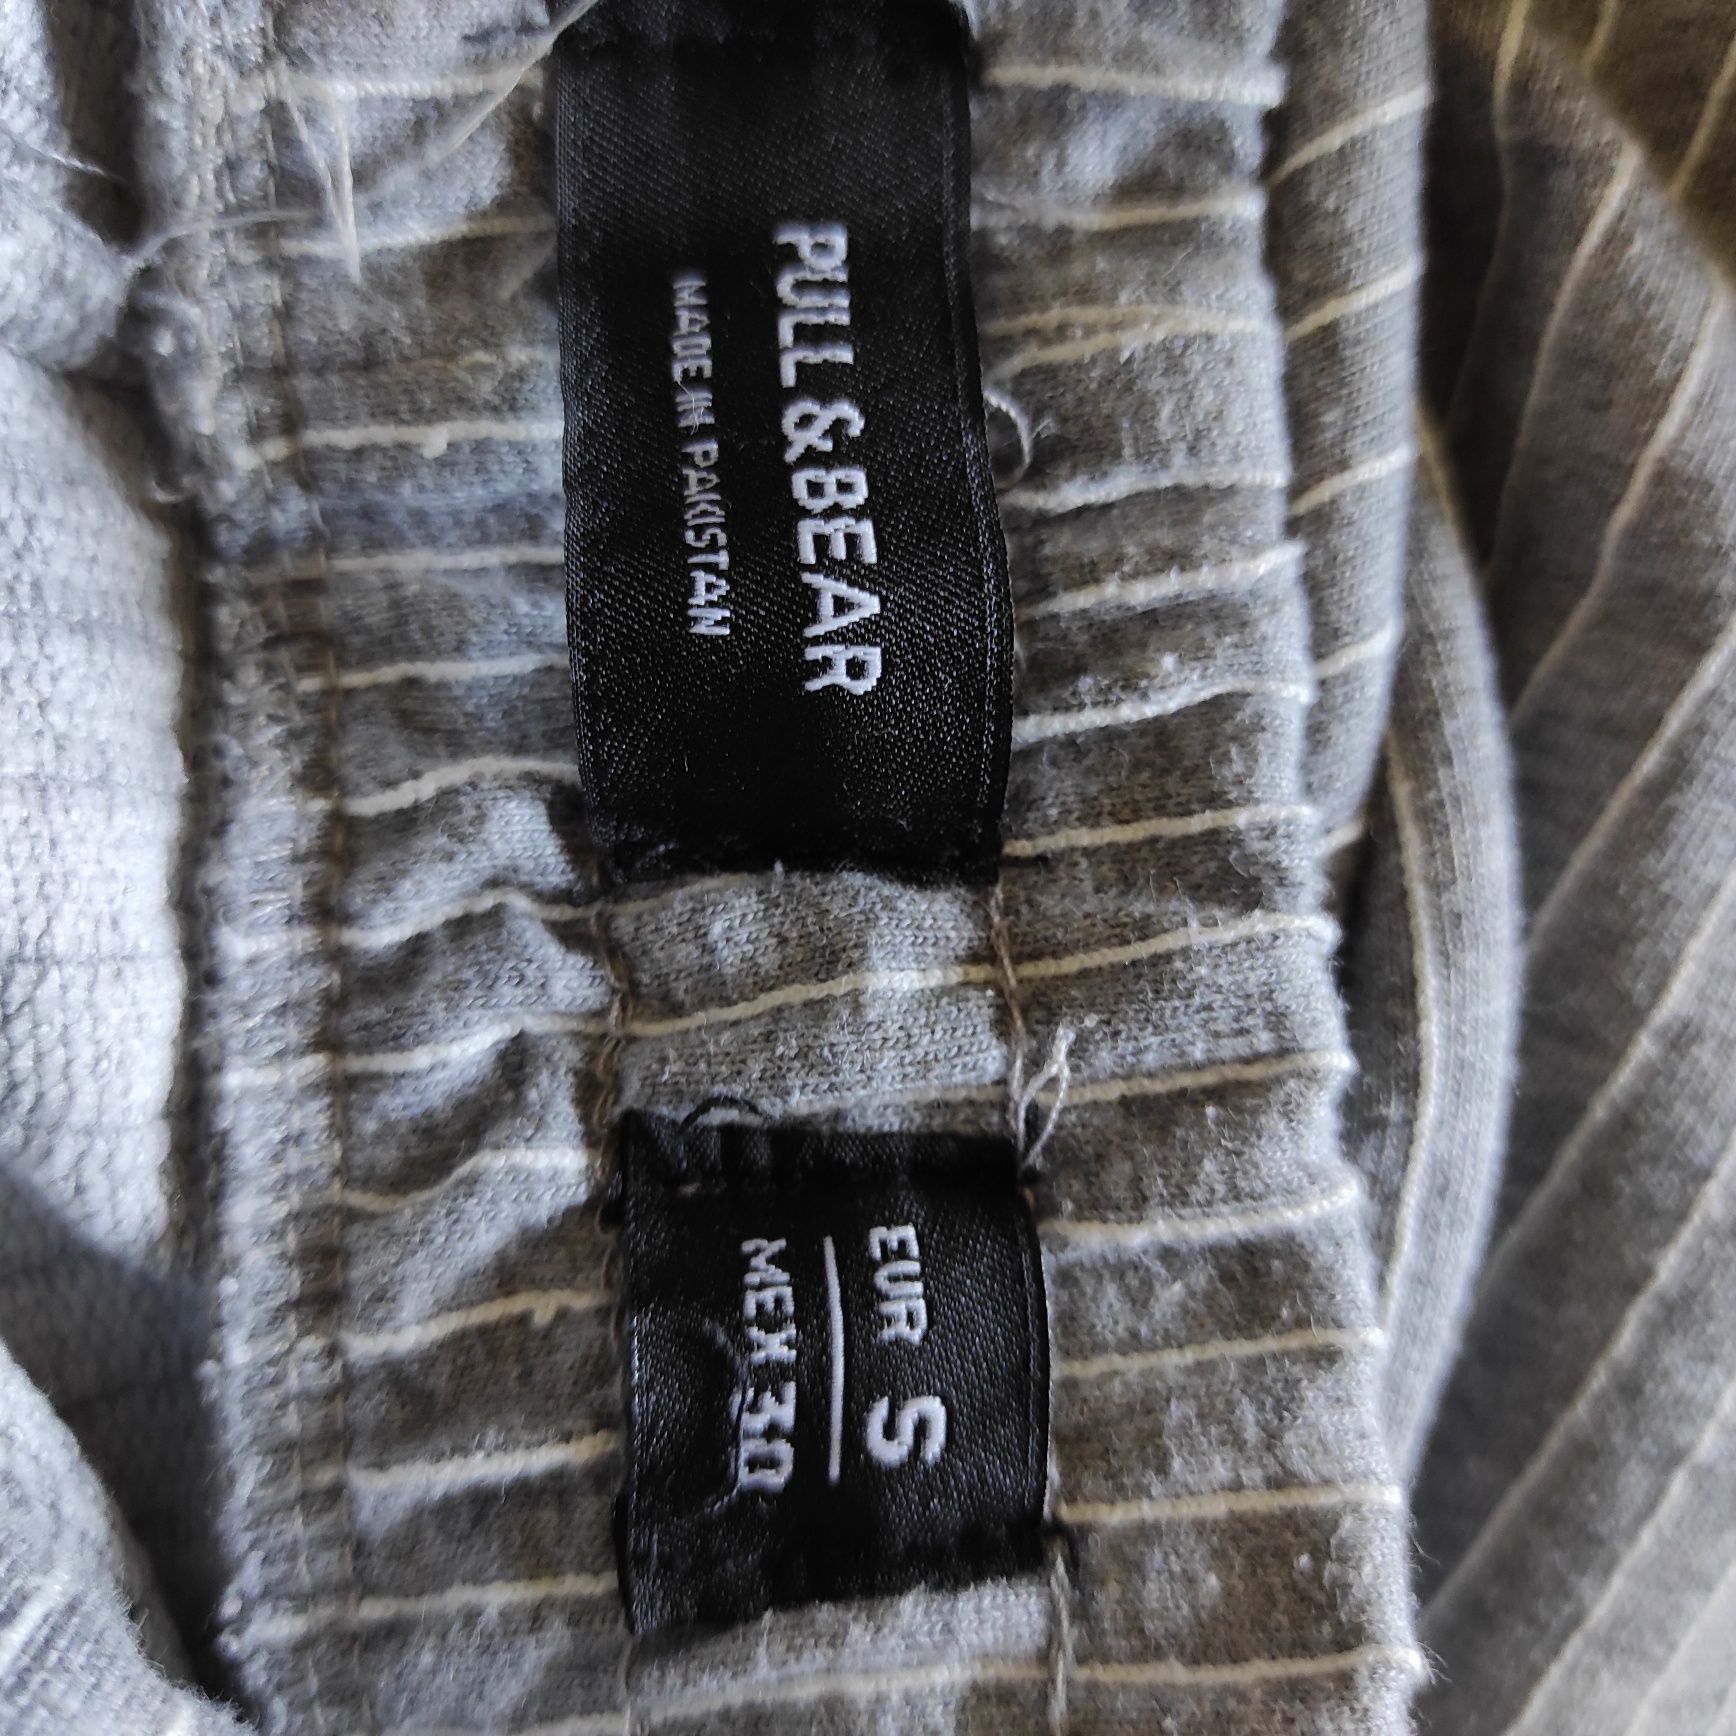 PULL&BEAR
MADE IN PAKISTAN
EUR S
MEX 30